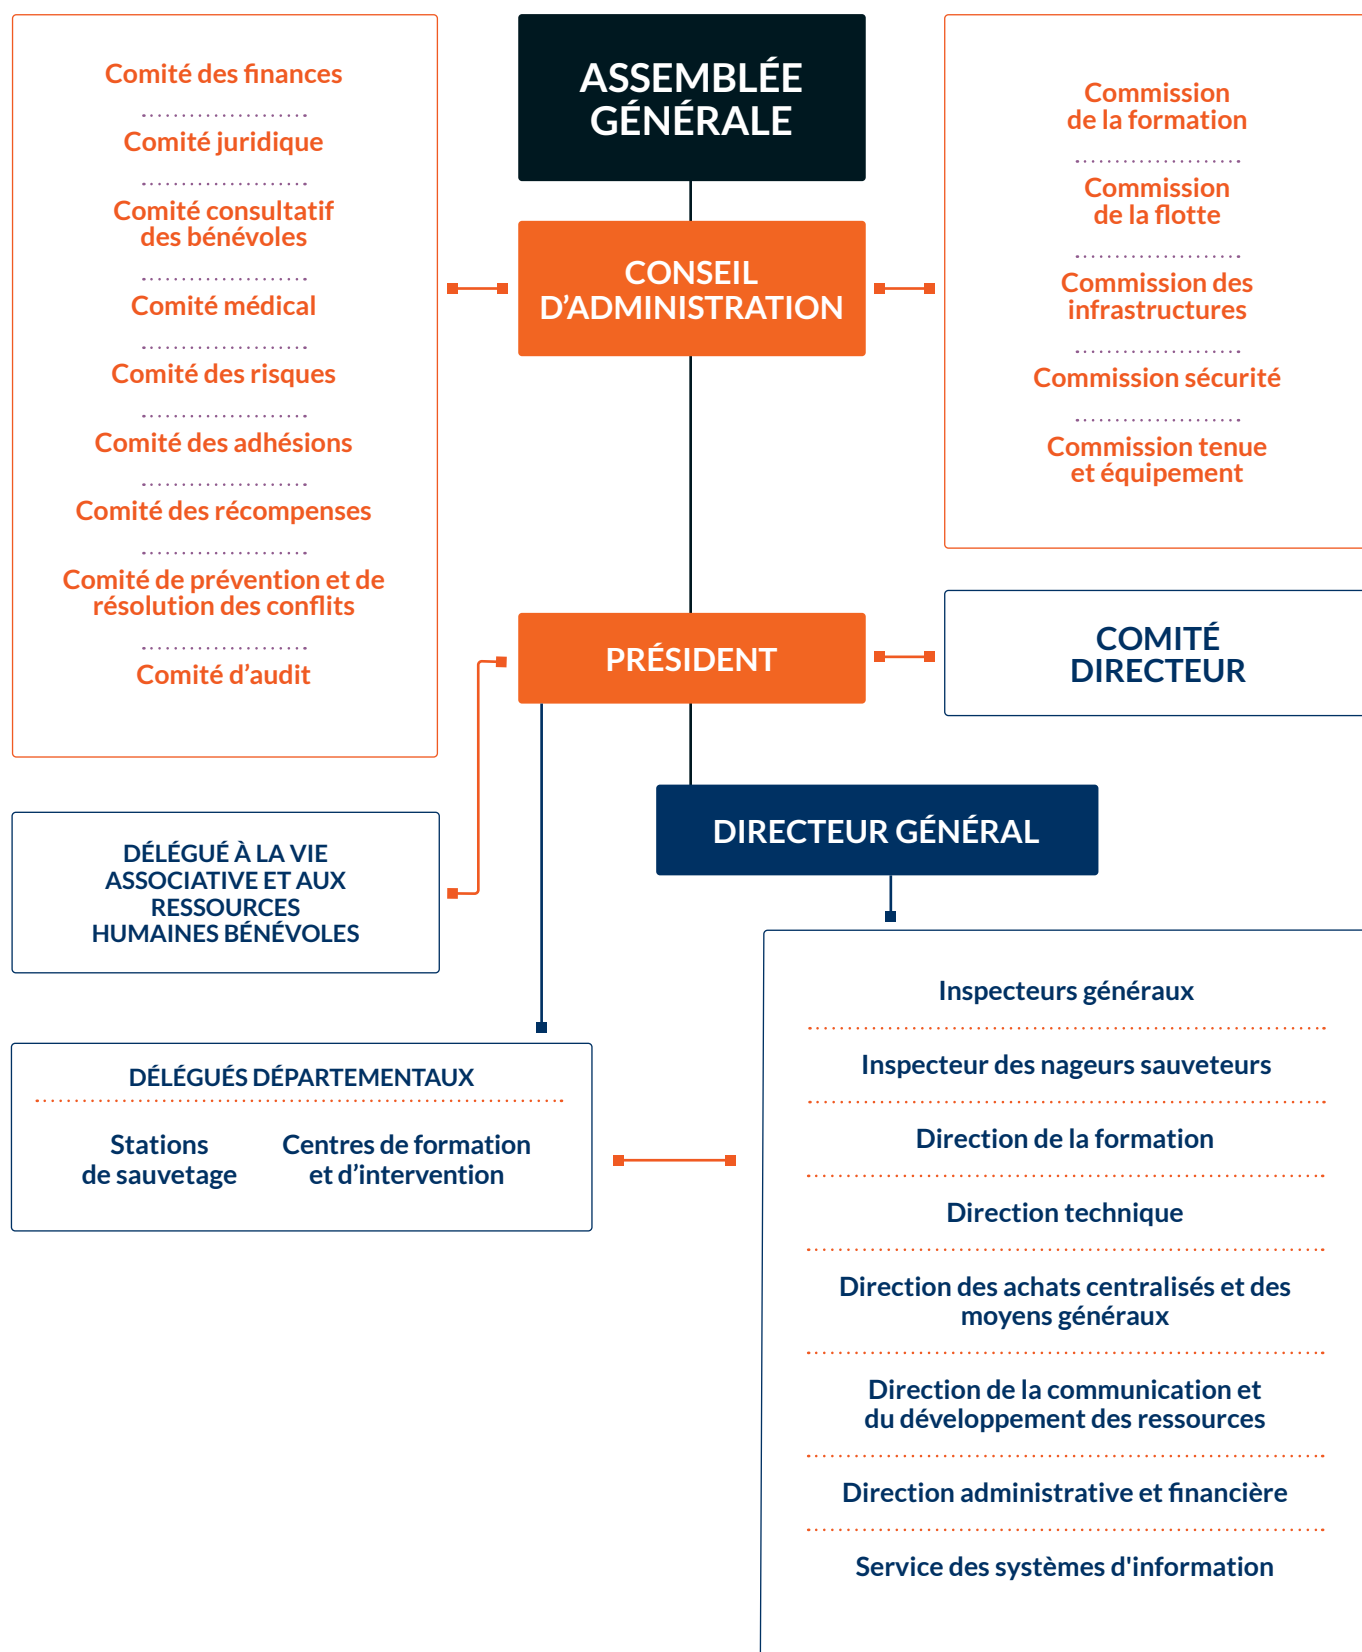 Comité des finances
Comité juridique
Comité consultatif
des bénévoles
Comité médical
Comité des risques
Comité des adhésions
Comité des récompenses
Comité de prévention et de
résolution des conflits
Comité d’audit
ASSEMBLÉE
GÉNÉRALE
CONSEIL
D’ADMINISTRATION
Commission
de la formation
Commission
de la flotte
Commission des
infrastructures
Commission sécurité
Commission tenue
et équipement
PRÉSIDENT
COMITÉ
DIRECTEUR
DIRECTEUR GÉNÉRAL
DÉLÉGUÉ À LA VIE
ASSOCIATIVE ET AUX
RESSOURCES
HUMAINES BÉNÉVOLES
DÉLÉGUÉS DÉPARTEMENTAUX
Stations
de sauvetage
Centres de formation
et d’intervention
Inspecteurs généraux
Inspecteur des nageurs sauveteurs
Direction de la formation
Direction technique
Direction des achats centralisés et des
moyens généraux
Direction de la communication et
du développement des ressources
Direction administrative et financière
Service des systèmes d'information